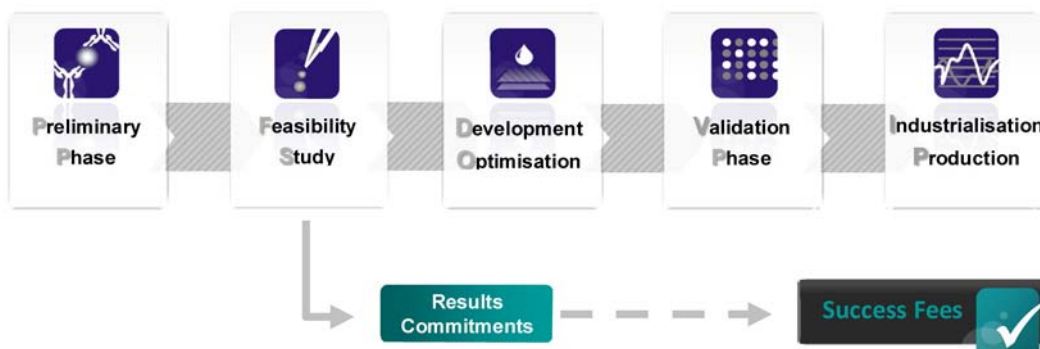 Preliminary
Phase
Feasibility
Study
Development
Optimisation
Validation
Phase
Industrialisation
Production
Results
Commitments
Success Fees